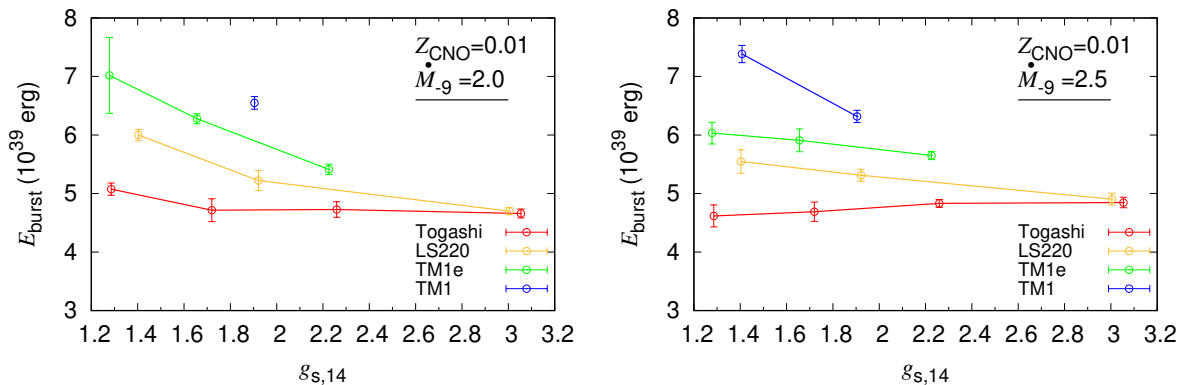 8
7
6
5
4
3
E_burst (10^39 erg)
Z_CNO=0.01
Ṁ_-9 =2.0
Togashi
LS220
TM1e
TM1
1.2 1.4 1.6 1.8 2 2.2 2.4 2.6 2.8 3 3.2
g_s,14
8
7
6
5
4
3
E_burst (10^39 erg)
Z_CNO=0.01
Ṁ_-9 =2.5
Togashi
LS220
TM1e
TM1
1.2 1.4 1.6 1.8 2 2.2 2.4 2.6 2.8 3 3.2
g_s,14